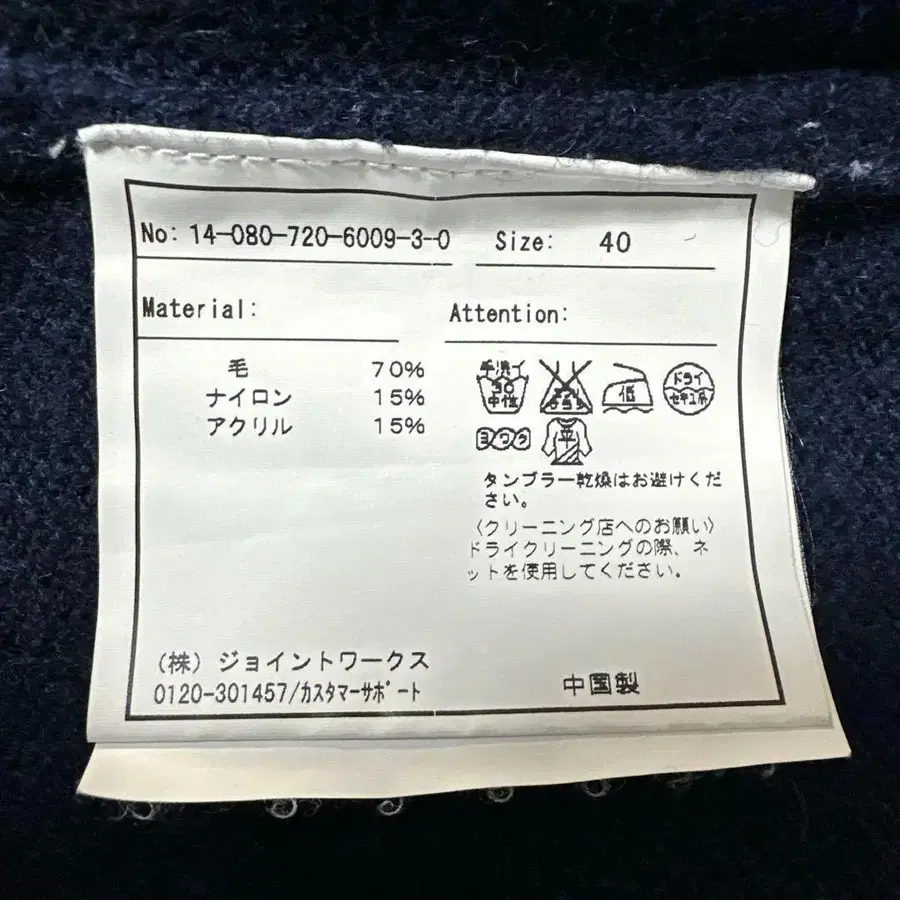 No: 14-080-720-6009-3-0 Size: 40
Material:
毛 70%
ナイロン 15%
アクリル 15%
Attention:
手洗イ
30
中性
低
ドライ
セキユ系
ヨワク
平
タンブラー乾燥はお避けくだ
さい。
〈クリーニング店へのお願い〉
ドライクリーニングの際、ネ
ットを使用してください。
(株) ジョイントワークス
0120-301457/カスタマーサポート
中国製